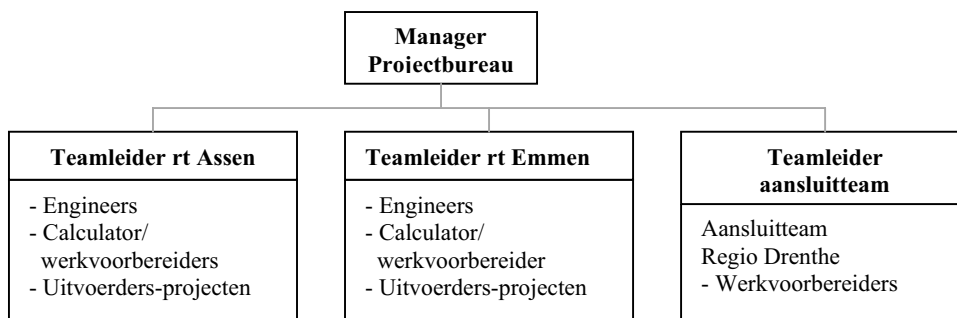 Manager
Projectbureau
Teamleider rt Assen
- Engineers
- Calculator/
werkvoorbereiders
- Uitvoerders-projecten
Teamleider rt Emmen
- Engineers
- Calculator/
werkvoorbereider
- Uitvoerders-projecten
Teamleider
aansluitteam
Aansluitteam
Regio Drenthe
- Werkvoorbereiders